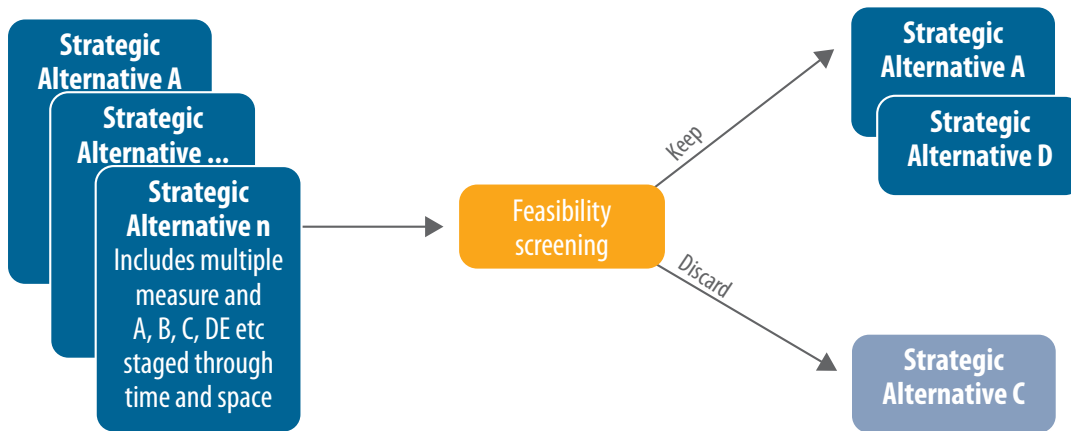 Strategic
Alternative A
Strategic
Alternative ...
Strategic
Alternative n
Includes multiple
measure and
A, B, C, DE etc
staged through
time and space
Feasibility
screening
Keep
Discard
Strategic
Alternative A
Strategic
Alternative D
Strategic
Alternative C